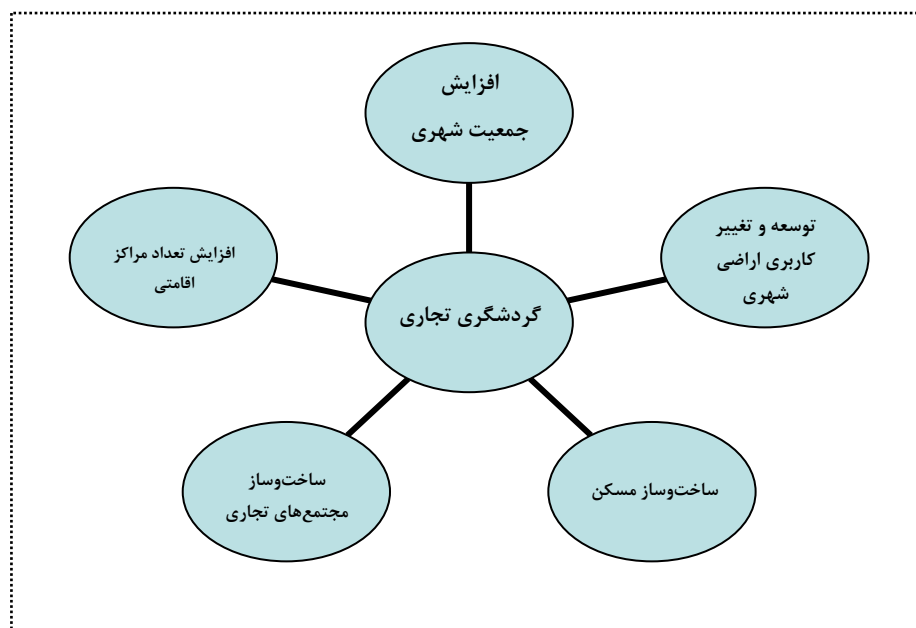 افزایش
جمعیت شهری
توسعه و تغییر
کاربری اراضی
شهری
افزایش تعداد مراکز
اقامتی
گردشگری تجاری
ساخت‌وساز
مجتمع‌های تجاری
ساخت‌وساز مسکن